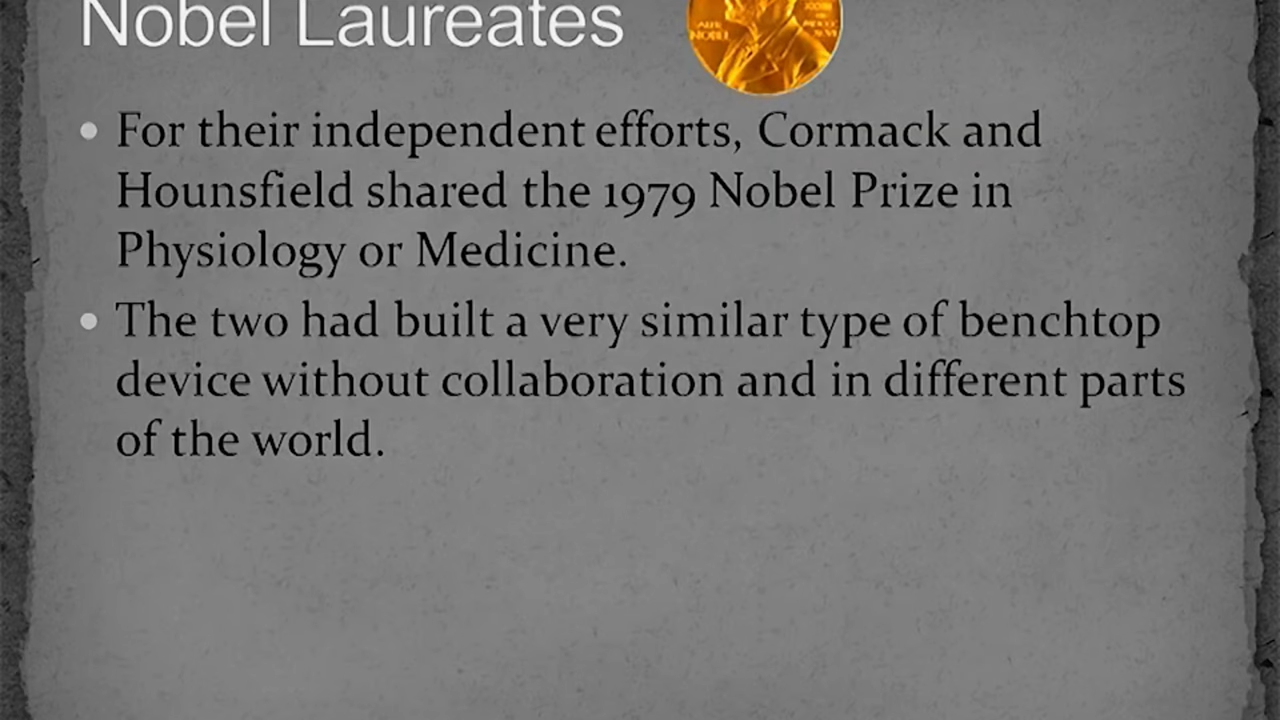 Nobel Laureates
• For their independent efforts, Cormack and
Hounsfield shared the 1979 Nobel Prize in
Physiology or Medicine.
• The two had built a very similar type of benchtop
device without collaboration and in different parts
of the world.